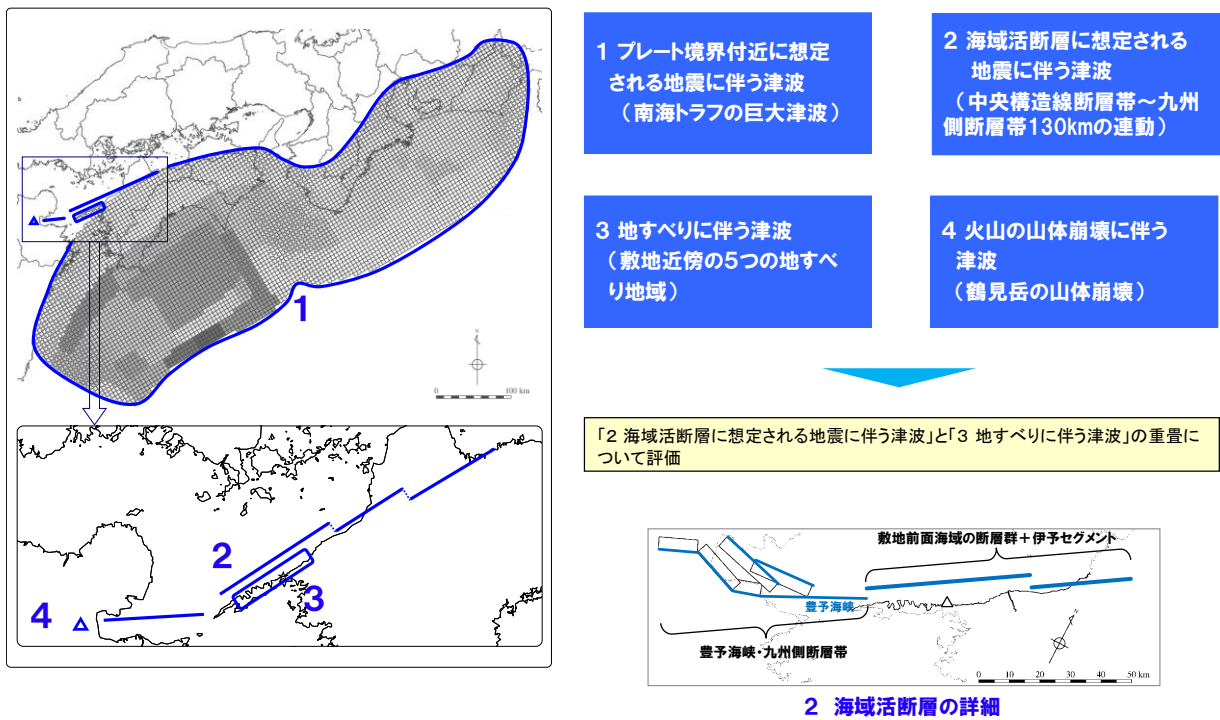 1
N
0 100 km
2
3
4
1 プレート境界付近に想定
される地震に伴う津波
（南海トラフの巨大津波）
2 海域活断層に想定される
地震に伴う津波
（中央構造線断層帯～九州
側断層帯130kmの連動）
3 地すべりに伴う津波
（敷地近傍の5つの地すべ
り地域）
4 火山の山体崩壊に伴う
津波
（鶴見岳の山体崩壊）
「2 海域活断層に想定される地震に伴う津波」と「3 地すべりに伴う津波」の重畳に
ついて評価
敷地前面海域の断層群＋伊予セグメント
豊予海峡
豊予海峡・九州側断層帯
N
0 10 20 30 40 50 km
2 海域活断層の詳細